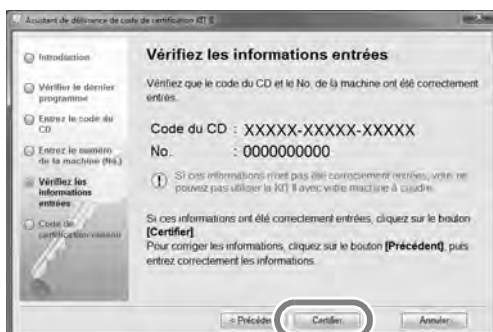 Assistant de délivrance de code de certification KIT II
Introduction
Vérifier le dernier
programme
Entrez le code du
CD
Entrez le numéro
de la machine (No.)
Vérifiez les
informations
entrées
Code de
certification obtenu
Vérifiez les informations entrées
Vérifiez que le code du CD et le No. de la machine ont été correctement
entrés.
Code du CD : XXXXX-XXXXX-XXXXX
No. : 0000000000
Si ces informations n'ont pas été correctement entrées, vous ne
pouvez pas utiliser la KIT II avec votre machine à coudre.
Si ces informations ont été correctement entrées, cliquez sur le bouton
[Certifier].
Pour corriger les informations, cliquez sur le bouton [Précédent], puis
entrez correctement les informations.
< Précédent Certifier Annuler